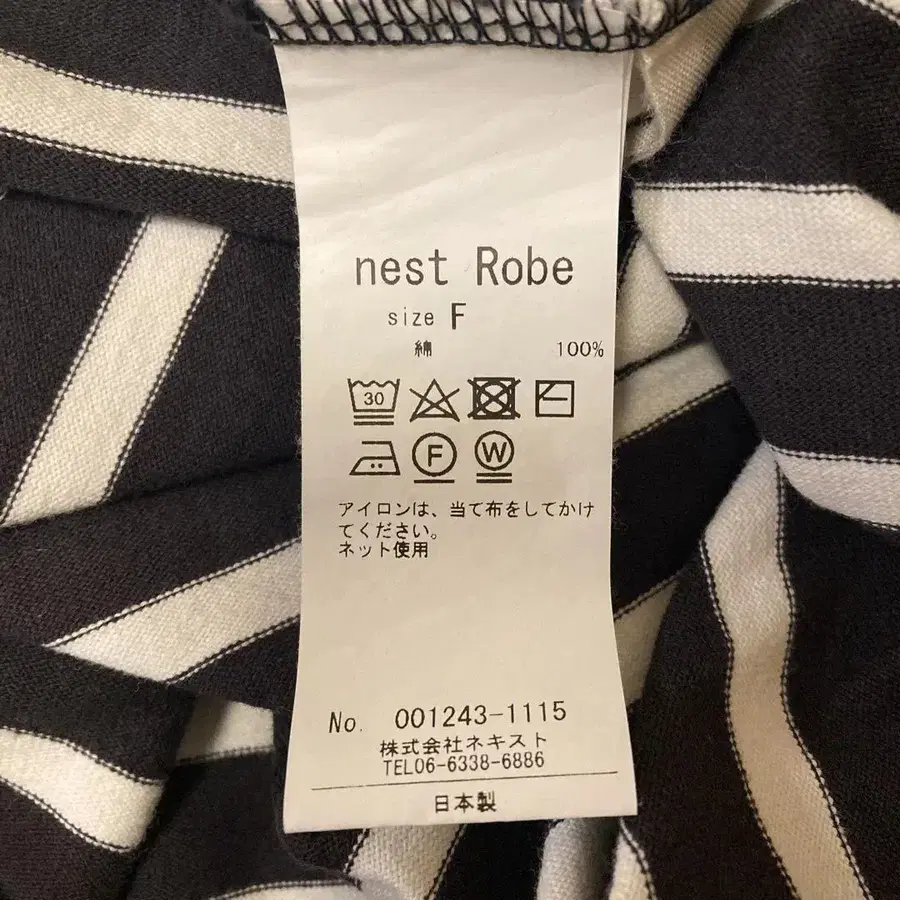 nest Robe
size F
綿 100%
30
F W
アイロンは、当て布をしてかけ
てください。
ネット使用
No. 001243-1115
株式会社ネキスト
TEL06-6338-6886
日本製